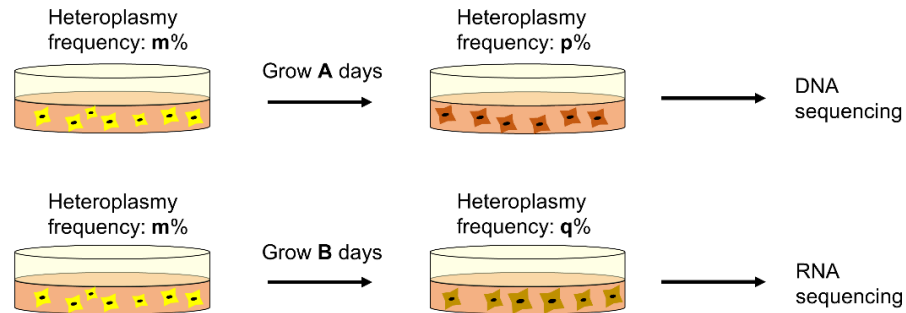 Heteroplasmy
frequency: m%
Grow A days
Heteroplasmy
frequency: p%
DNA
sequencing
Heteroplasmy
frequency: m%
Grow B days
Heteroplasmy
frequency: q%
RNA
sequencing